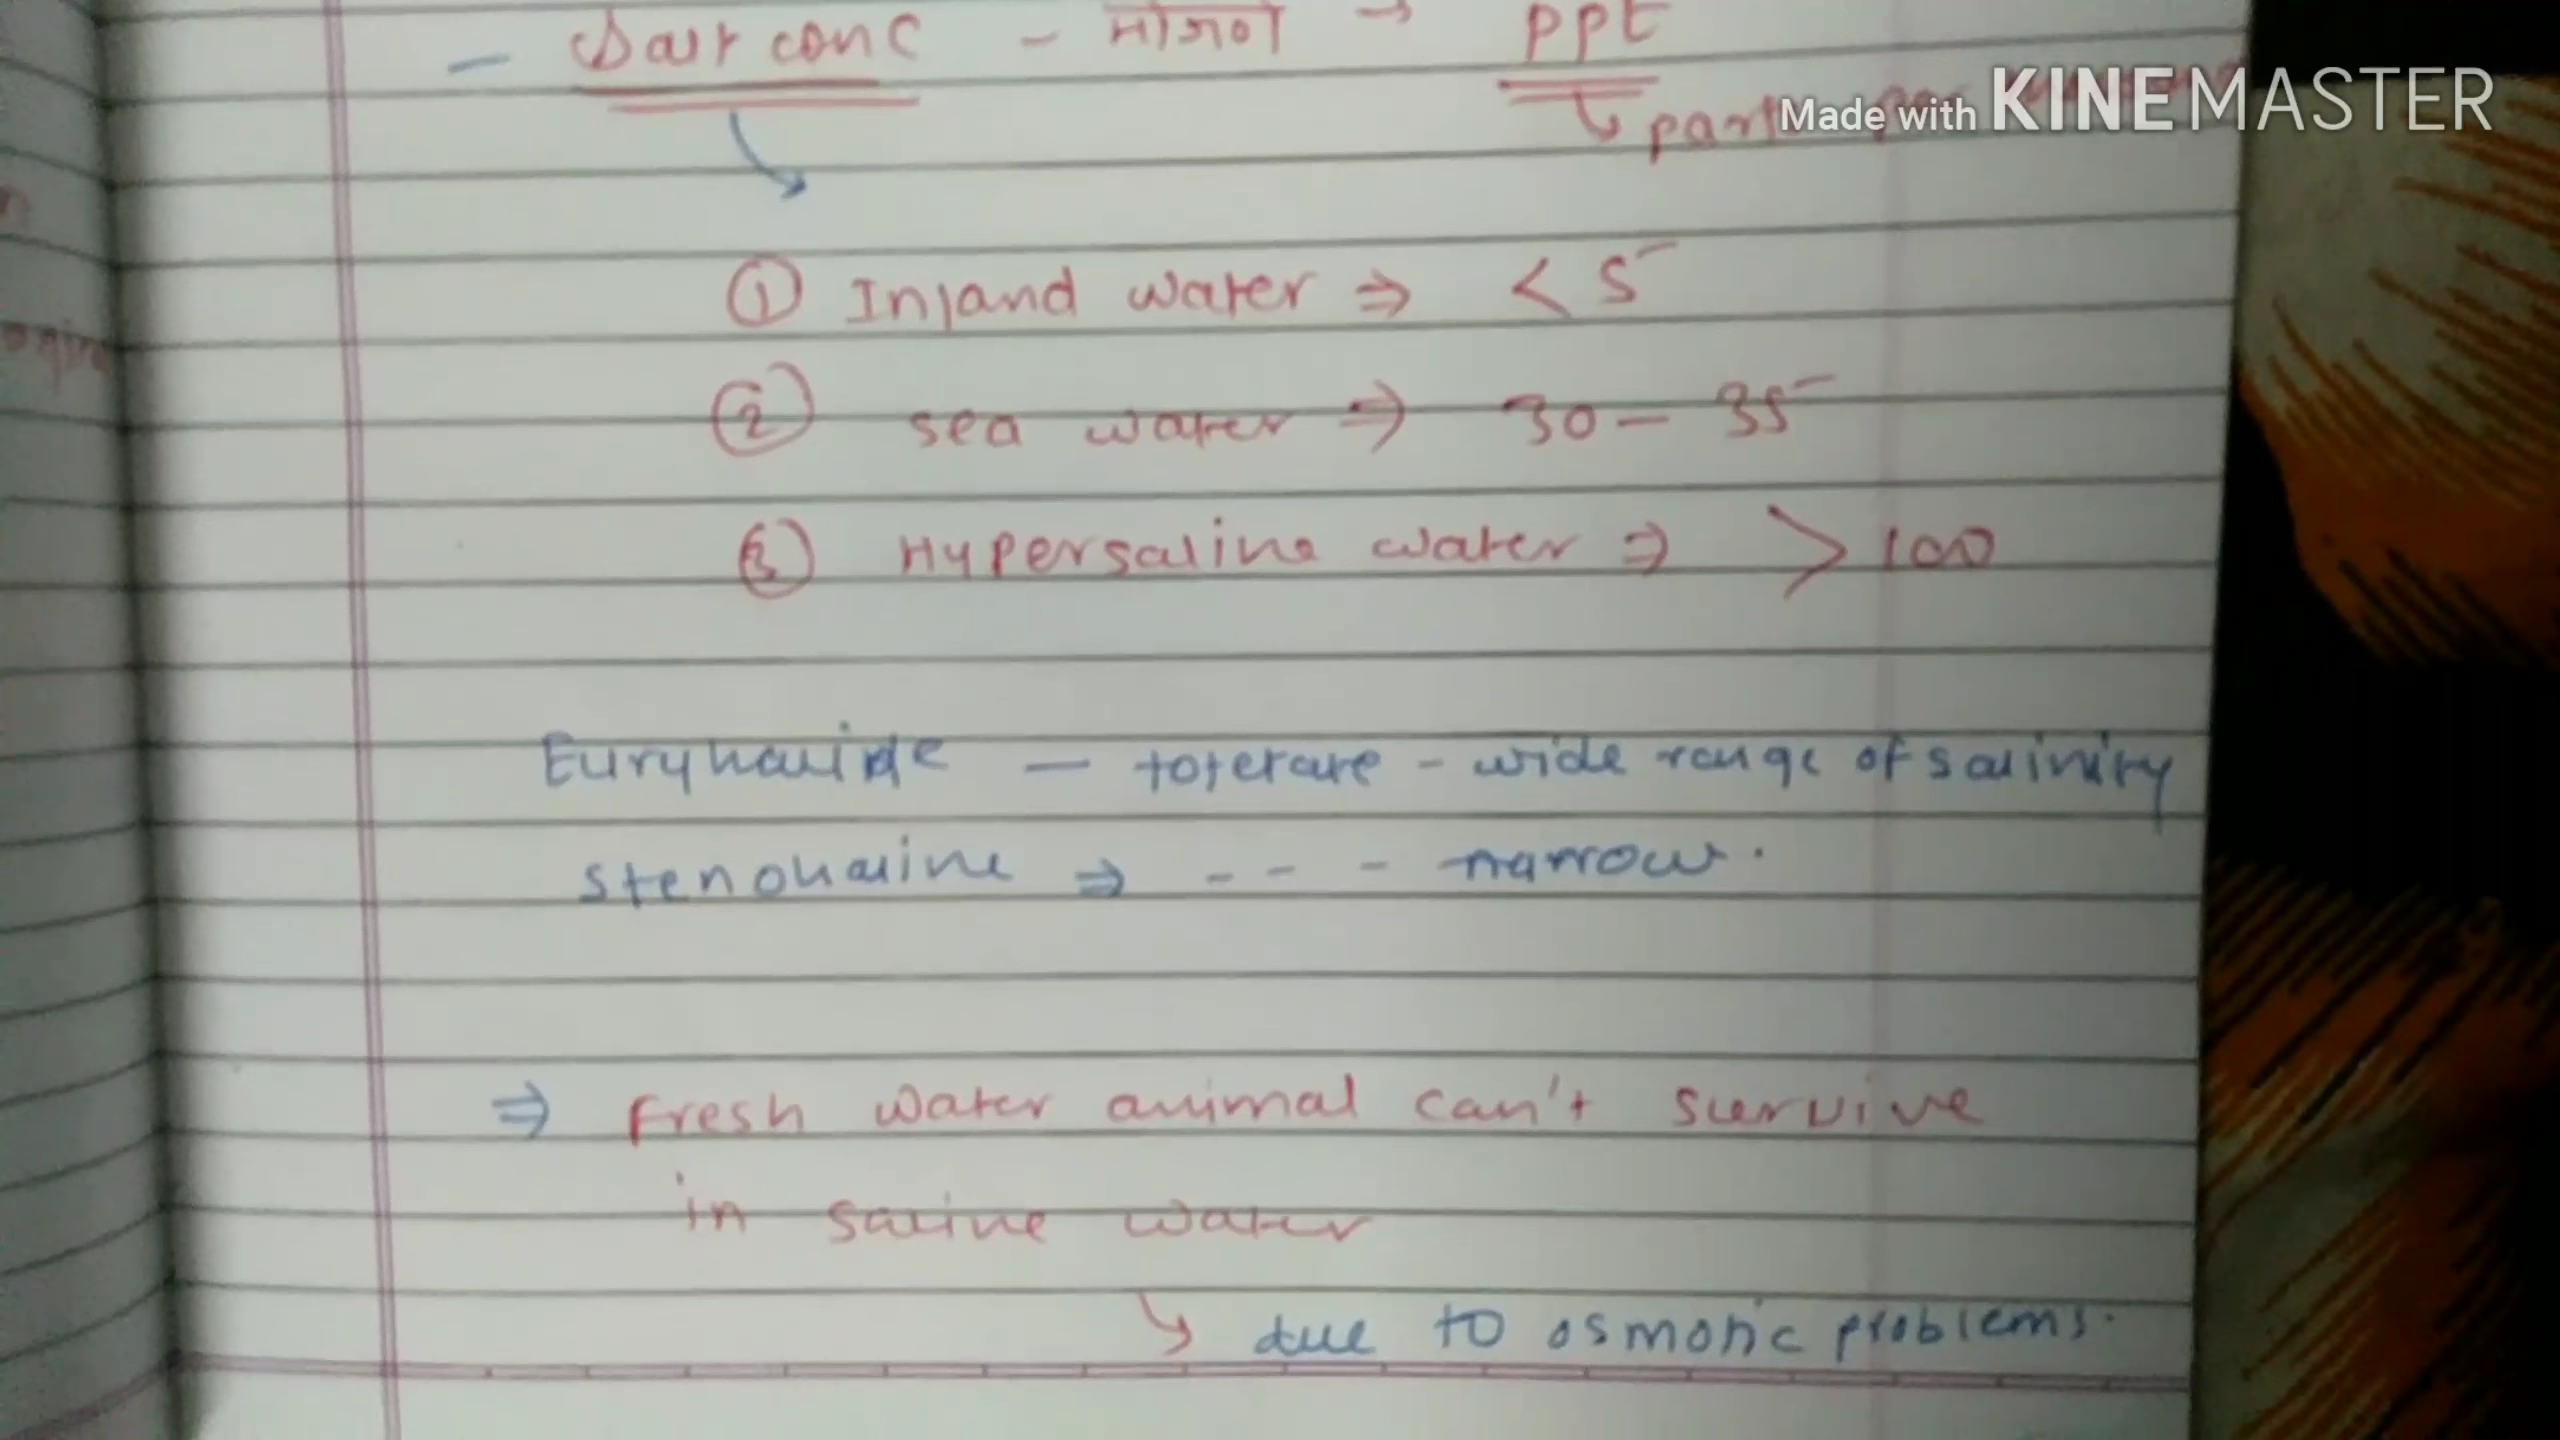 - Salt conc - मोजणे → ppt
↳ part
Made with KINEMASTER
① Inland water ⇒ < 5
② sea water ⇒ 30 - 35
③ Hypersaline water ⇒ > 100
Euryhaline - tolerate - wide range of salinity
stenohaline ⇒ - - - narrow.
⇒ Fresh water animal can't survive
in saline water
↳ due to osmotic problems.